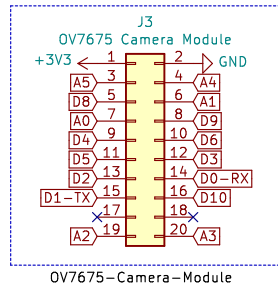 J3
OV7675 Camera Module
+3V3 1 2 GND
A5 3 4 A4
D8 5 6 A1
A0 7 8 D9
D4 9 10 D6
D5 11 12 D3
D2 13 14 D0-RX
D1-TX 15 16 D10
17 18
A2 19 20 A3
OV7675-Camera-Module